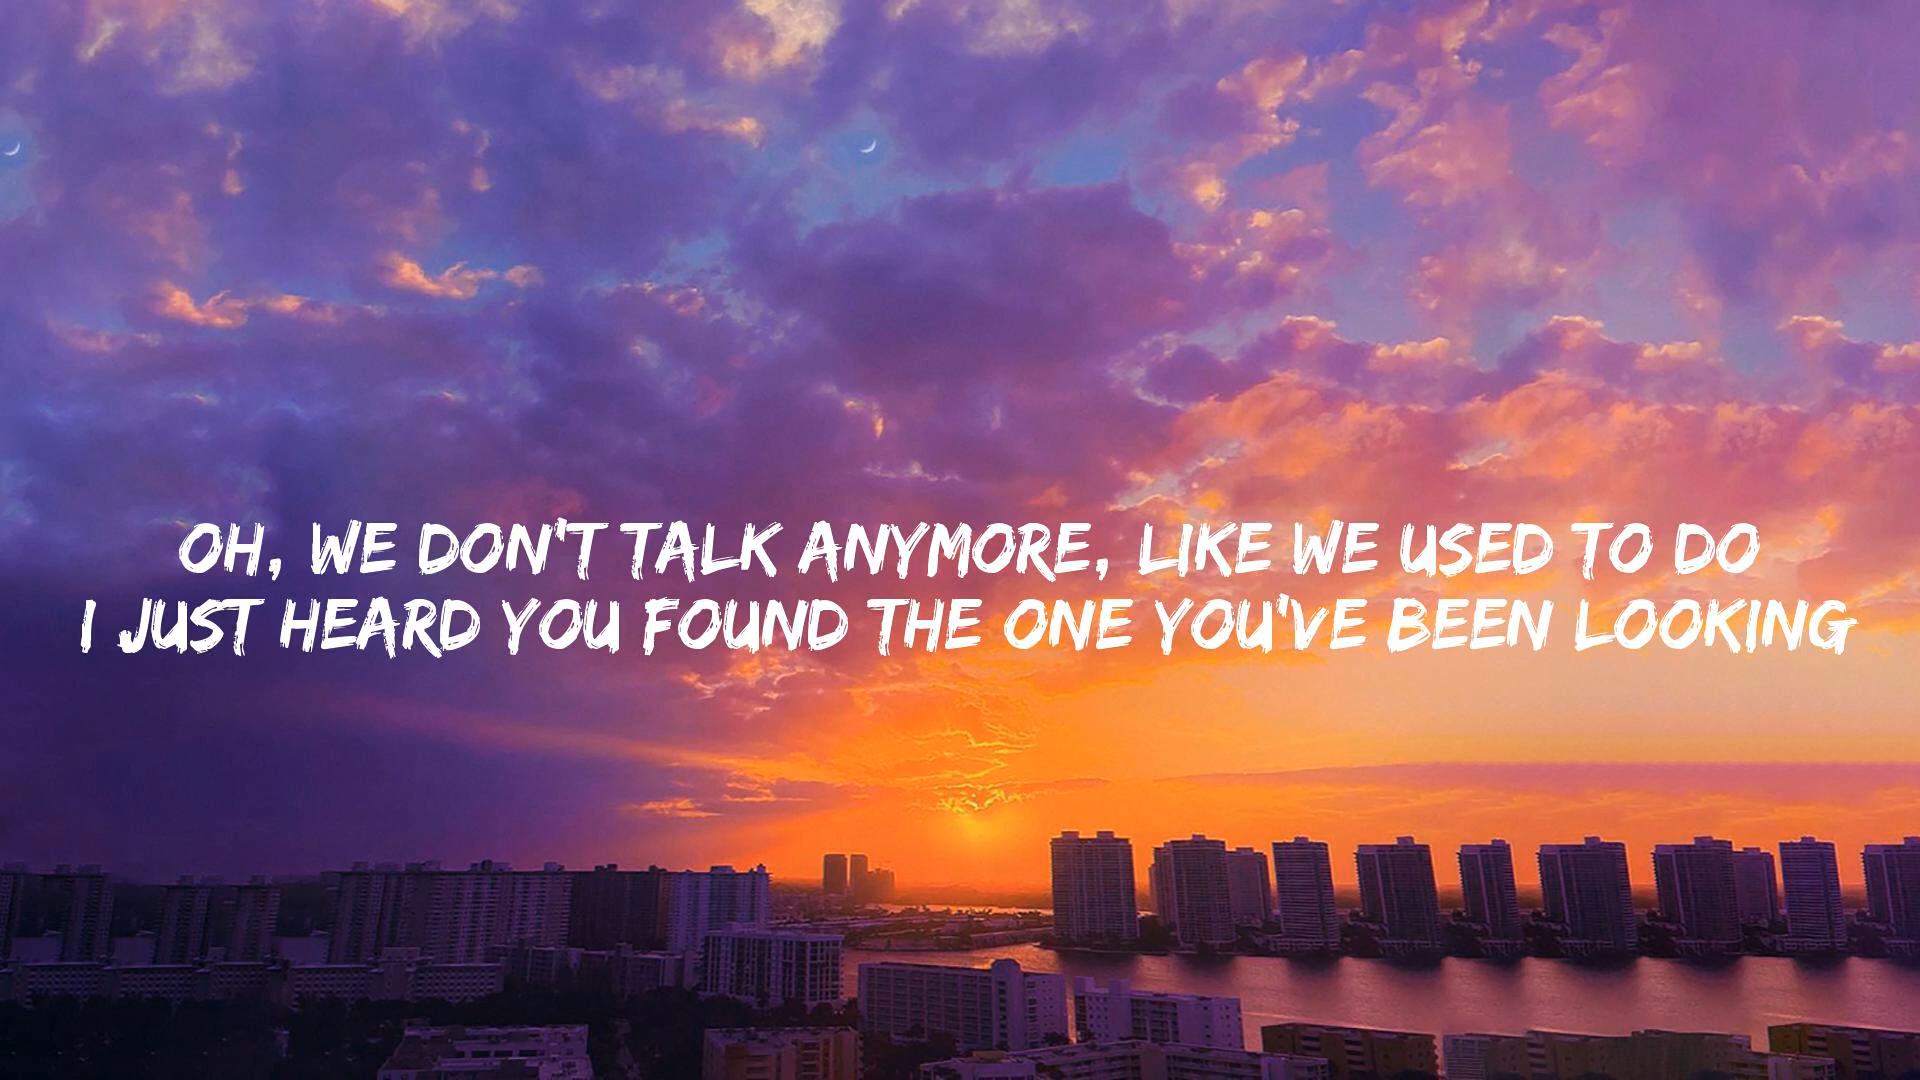 OH, WE DON'T TALK ANYMORE, LIKE WE USED TO DO
I JUST HEARD YOU FOUND THE ONE YOU'VE BEEN LOOKING